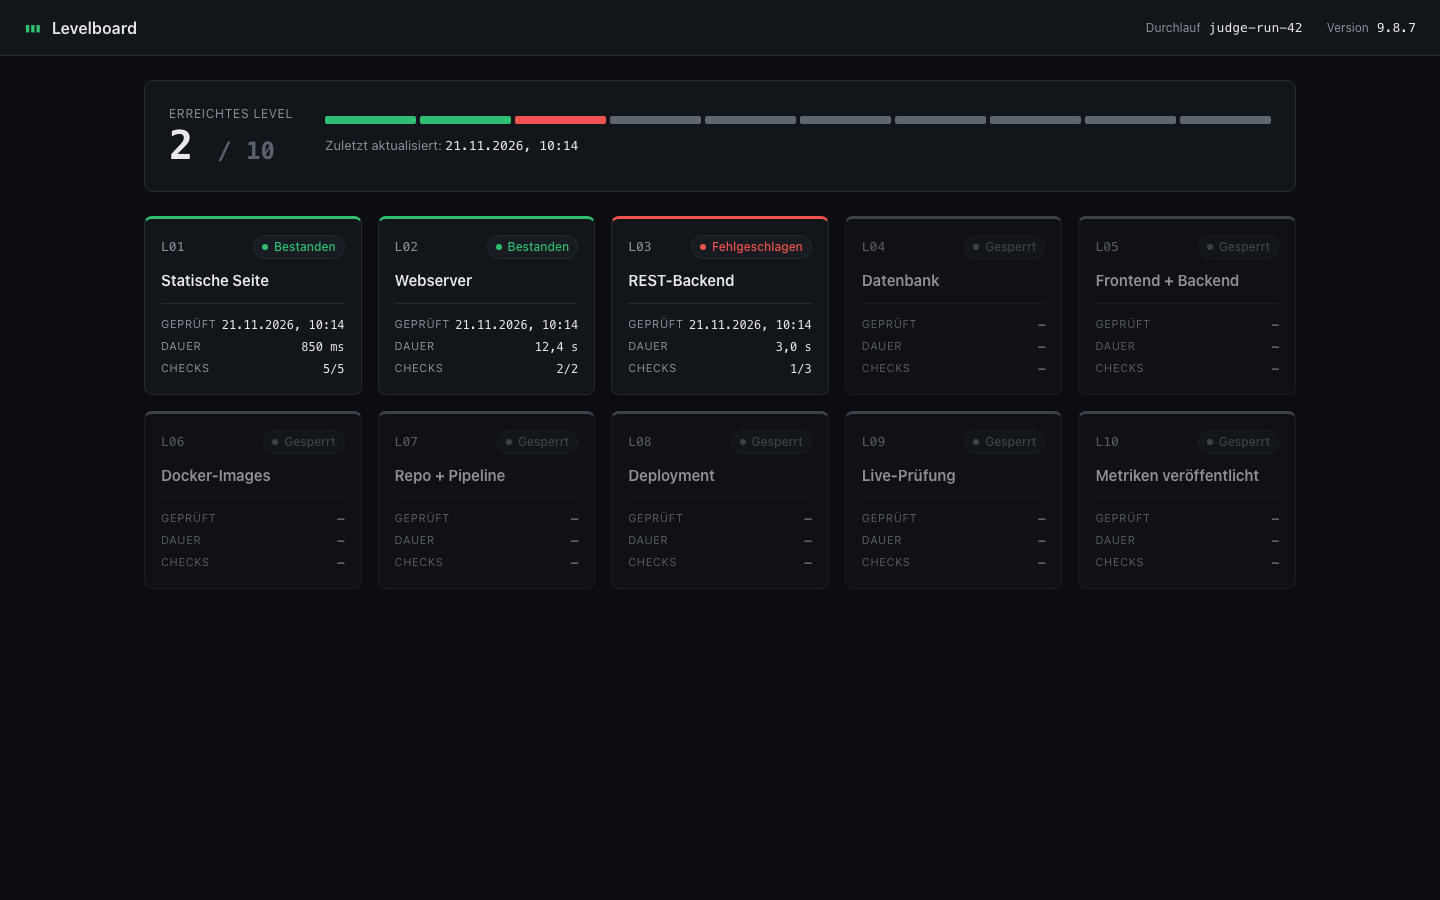 Levelboard
Durchlauf judge-run-42 Version 9.8.7
ERREICHTES LEVEL
2 / 10
Zuletzt aktualisiert: 21.11.2026, 10:14
L01 Bestanden
Statische Seite
GEPRÜFT 21.11.2026, 10:14
DAUER 850 ms
CHECKS 5/5
L02 Bestanden
Webserver
GEPRÜFT 21.11.2026, 10:14
DAUER 12,4 s
CHECKS 2/2
L03 Fehlgeschlagen
REST-Backend
GEPRÜFT 21.11.2026, 10:14
DAUER 3,0 s
CHECKS 1/3
L04 Gesperrt
Datenbank
GEPRÜFT –
DAUER –
CHECKS –
L05 Gesperrt
Frontend + Backend
GEPRÜFT –
DAUER –
CHECKS –
L06 Gesperrt
Docker-Images
GEPRÜFT –
DAUER –
CHECKS –
L07 Gesperrt
Repo + Pipeline
GEPRÜFT –
DAUER –
CHECKS –
L08 Gesperrt
Deployment
GEPRÜFT –
DAUER –
CHECKS –
L09 Gesperrt
Live-Prüfung
GEPRÜFT –
DAUER –
CHECKS –
L10 Gesperrt
Metriken veröffentlicht
GEPRÜFT –
DAUER –
CHECKS –